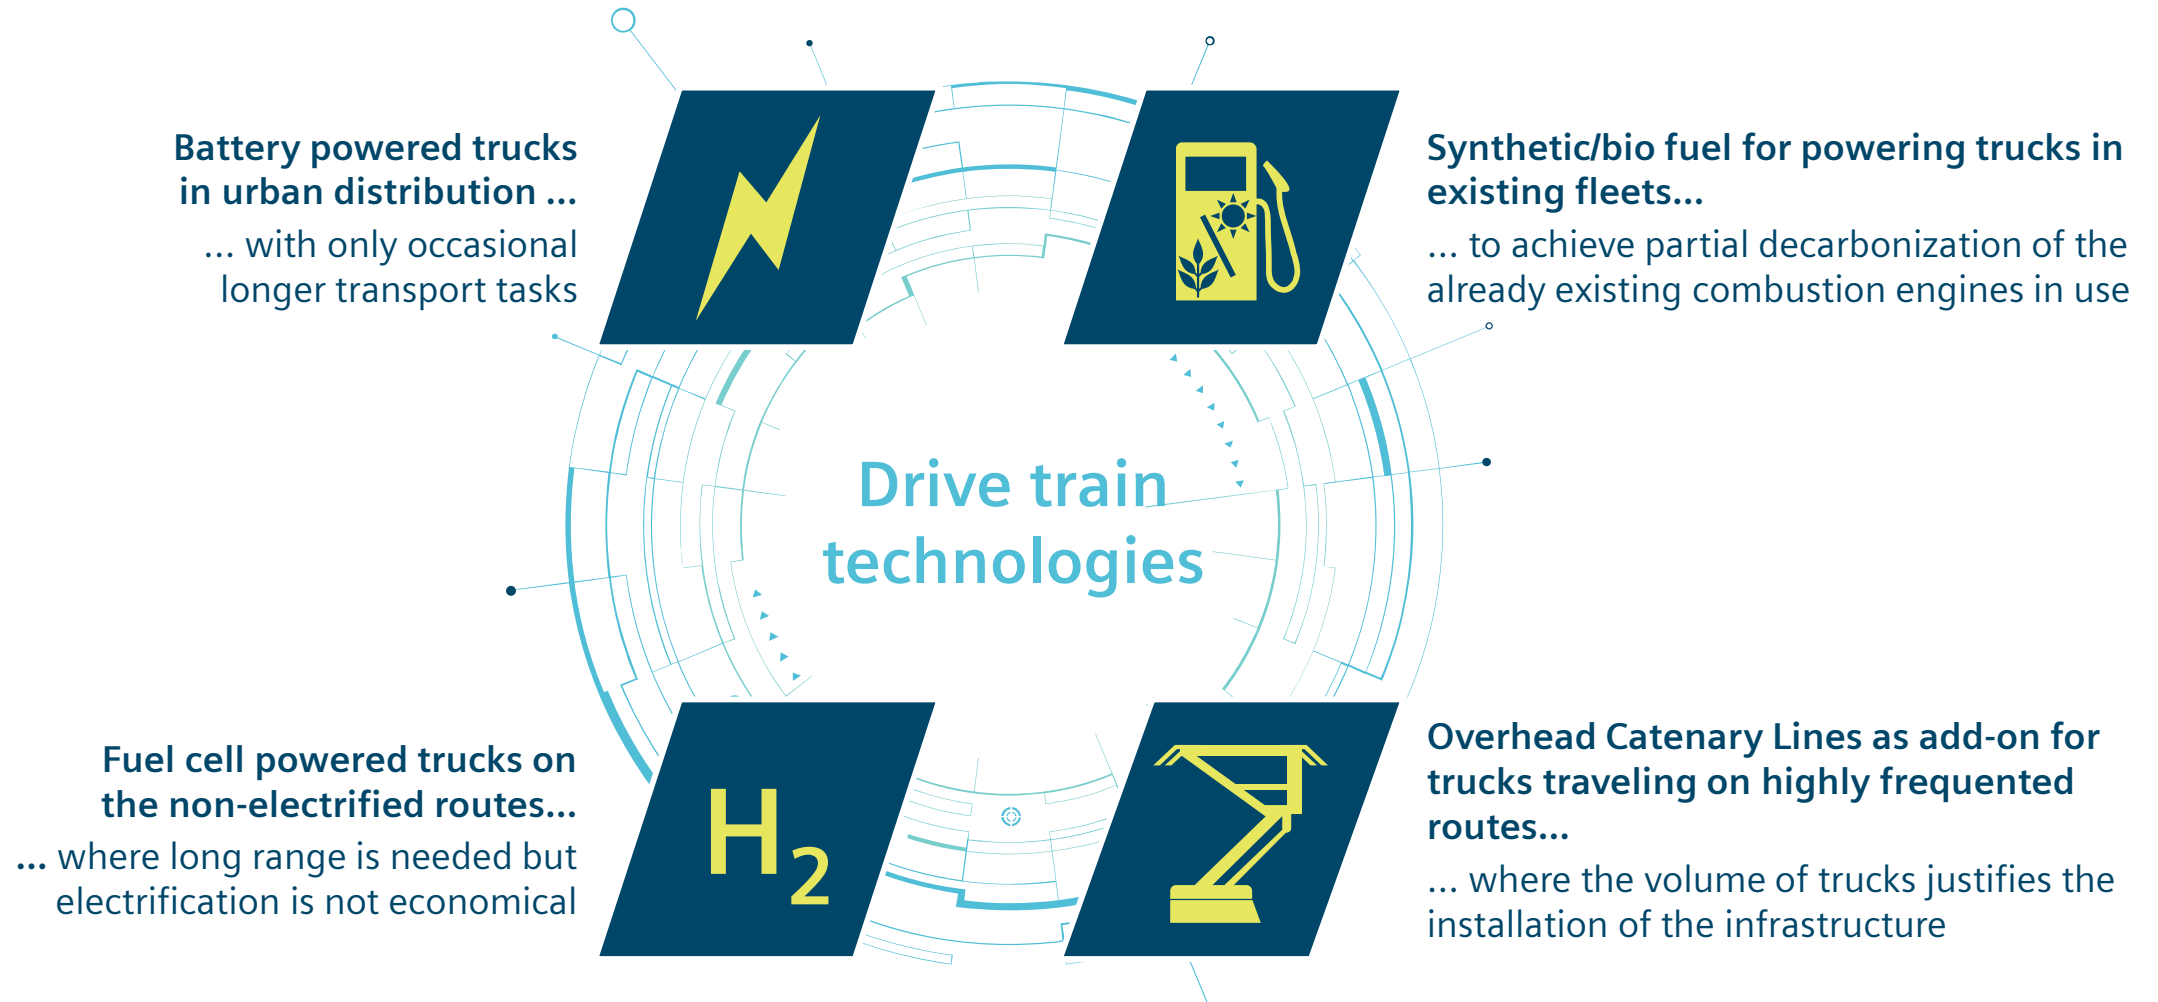 Battery powered trucks
in urban distribution ...
... with only occasional
longer transport tasks
Synthetic/bio fuel for powering trucks in
existing fleets...
... to achieve partial decarbonization of the
already existing combustion engines in use
Drive train
technologies
Fuel cell powered trucks on
the non-electrified routes...
... where long range is needed but
electrification is not economical
H2
Overhead Catenary Lines as add-on for
trucks traveling on highly frequented
routes...
... where the volume of trucks justifies the
installation of the infrastructure